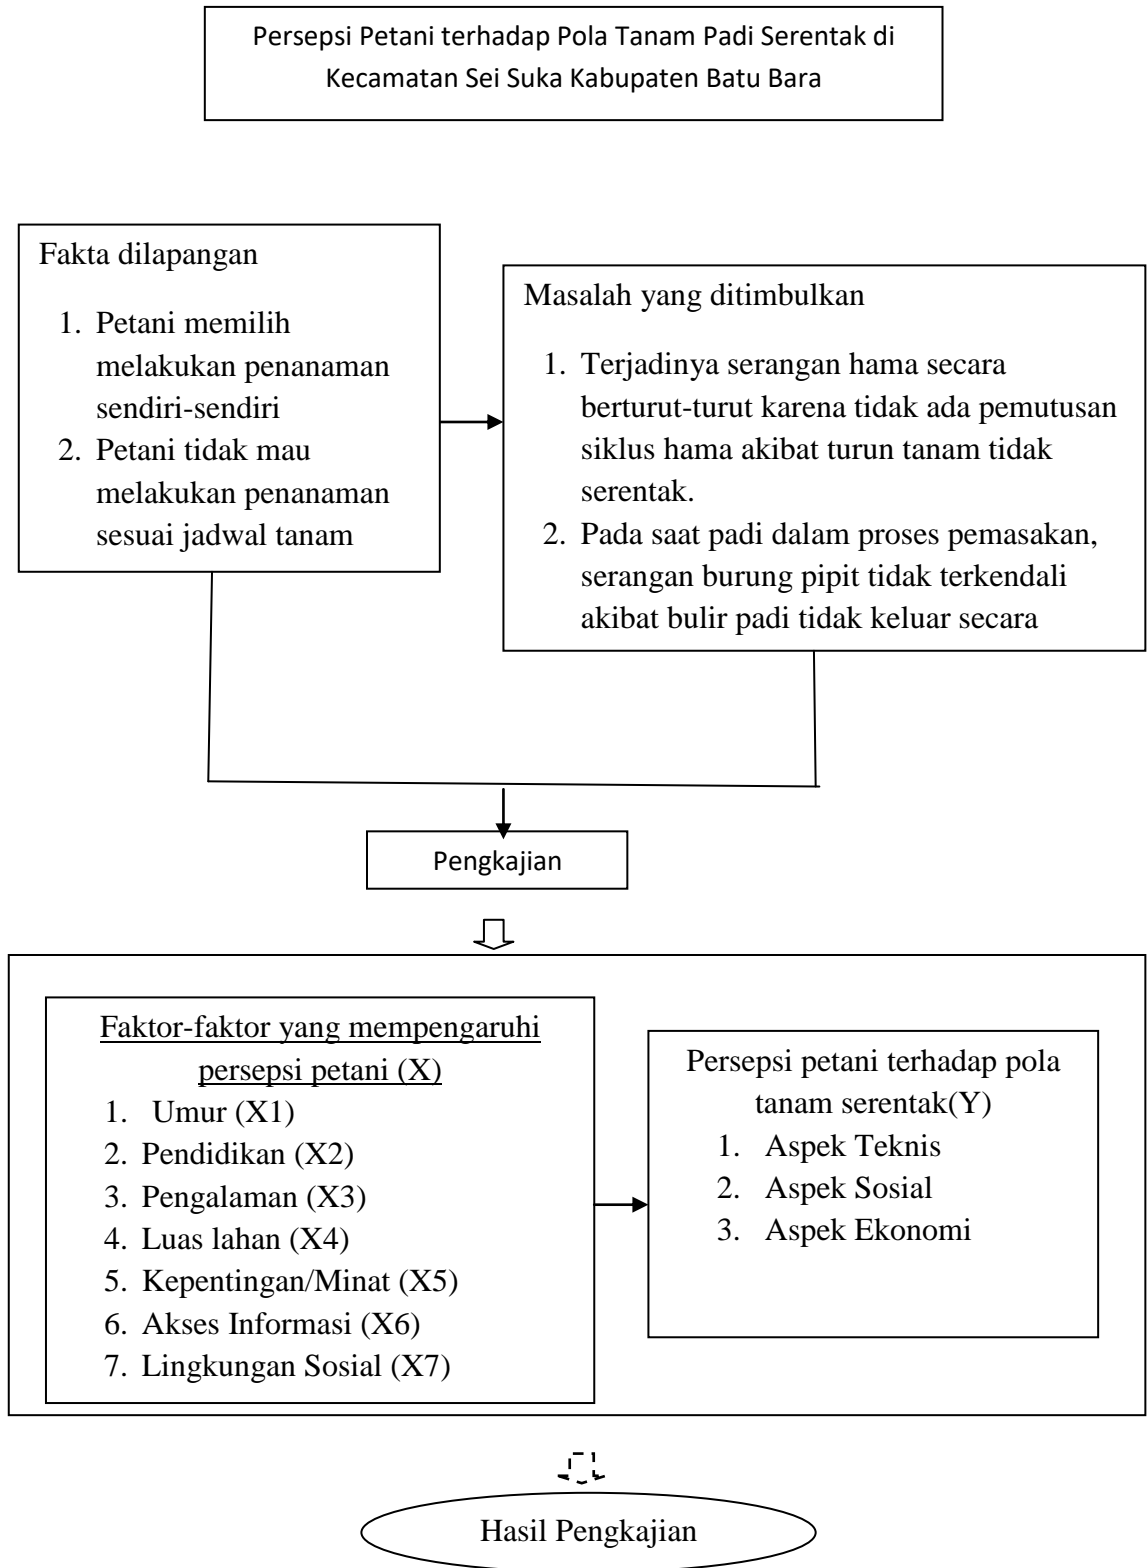 Persepsi Petani terhadap Pola Tanam Padi Serentak di
Kecamatan Sei Suka Kabupaten Batu Bara
Fakta dilapangan
1. Petani memilih
melakukan penanaman
sendiri-sendiri
2. Petani tidak mau
melakukan penanaman
sesuai jadwal tanam
Masalah yang ditimbulkan
1. Terjadinya serangan hama secara
berturut-turut karena tidak ada pemutusan
siklus hama akibat turun tanam tidak
serentak.
2. Pada saat padi dalam proses pemasakan,
serangan burung pipit tidak terkendali
akibat bulir padi tidak keluar secara
Pengkajian
Faktor-faktor yang mempengaruhi
persepsi petani (X)
1. Umur (X1)
2. Pendidikan (X2)
3. Pengalaman (X3)
4. Luas lahan (X4)
5. Kepentingan/Minat (X5)
6. Akses Informasi (X6)
7. Lingkungan Sosial (X7)
Persepsi petani terhadap pola
tanam serentak(Y)
1. Aspek Teknis
2. Aspek Sosial
3. Aspek Ekonomi
Hasil Pengkajian